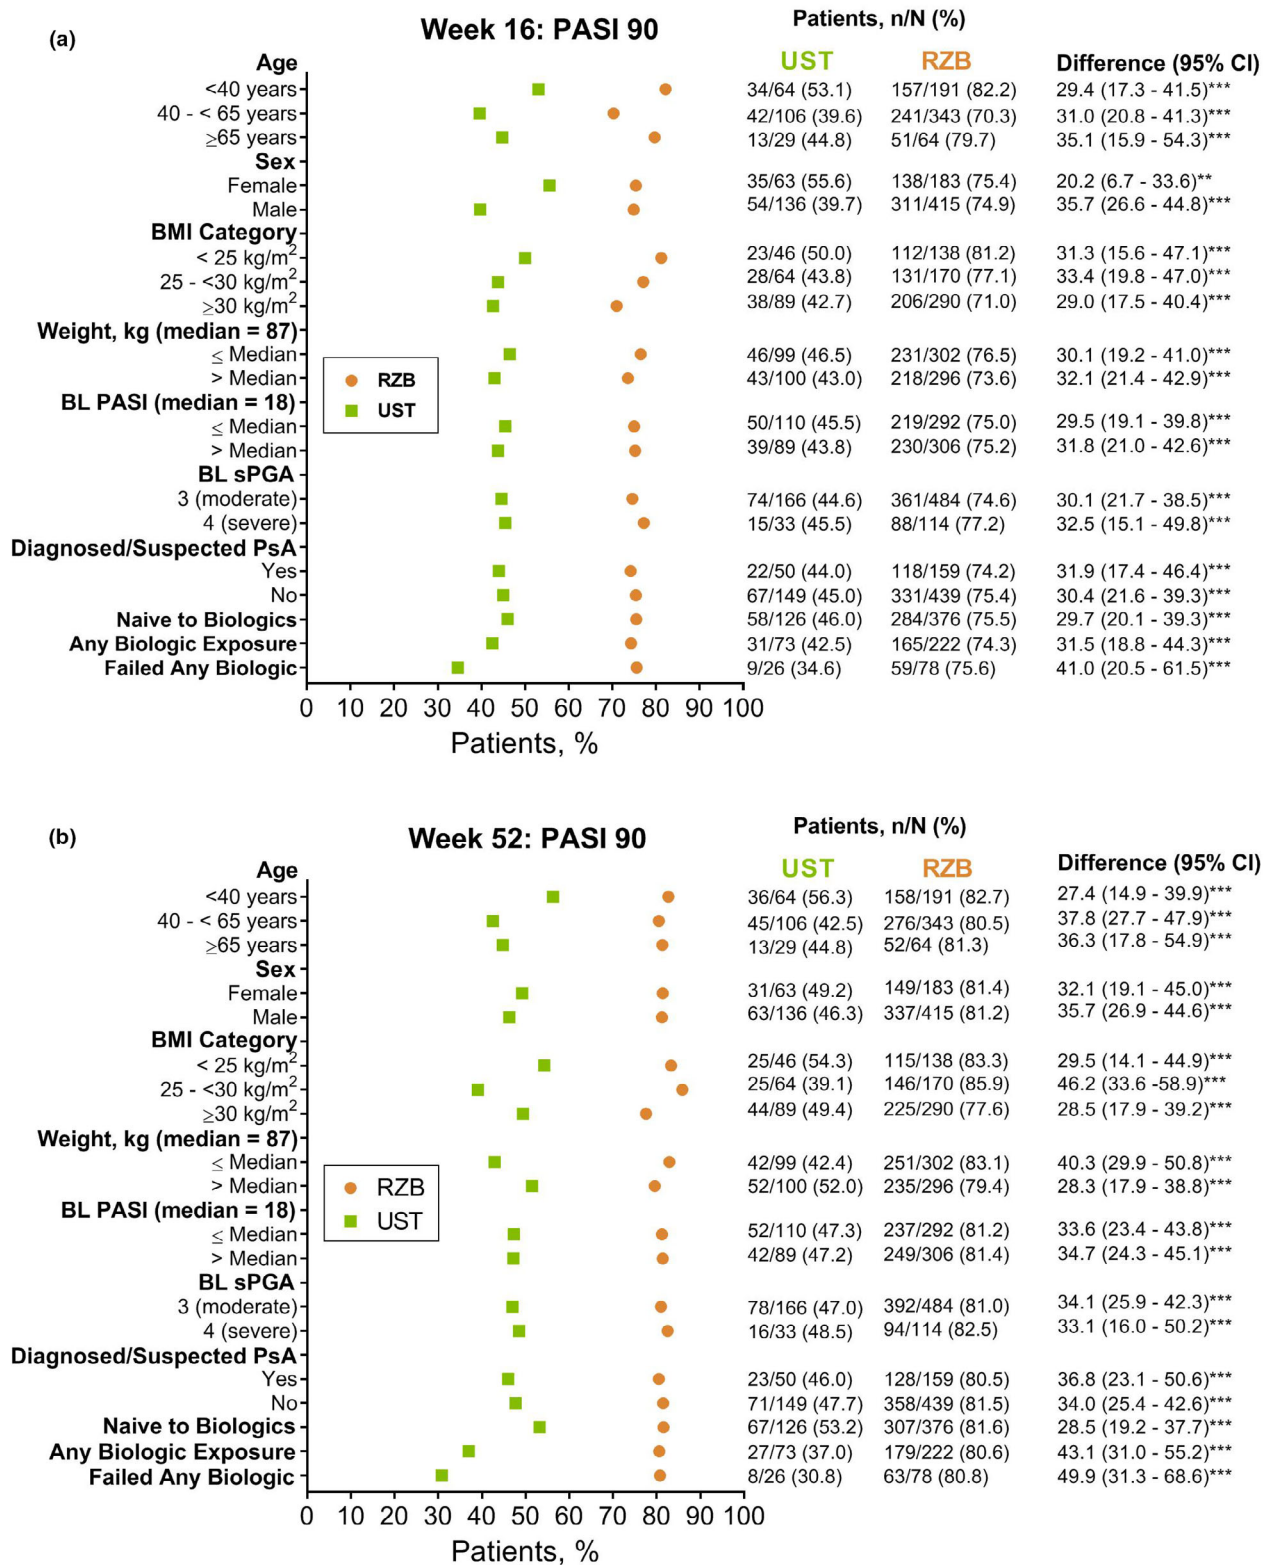 (a)
Week 16: PASI 90
Patients, n/N (%)
Age UST RZB Difference (95% CI)
<40 years 34/64 (53.1) 157/191 (82.2) 29.4 (17.3 - 41.5)***
40 - < 65 years 42/106 (39.6) 241/343 (70.3) 31.0 (20.8 - 41.3)***
≥65 years 13/29 (44.8) 51/64 (79.7) 35.1 (15.9 - 54.3)***
Sex
Female 35/63 (55.6) 138/183 (75.4) 20.2 (6.7 - 33.6)**
Male 54/136 (39.7) 311/415 (74.9) 35.7 (26.6 - 44.8)***
BMI Category
< 25 kg/m² 23/46 (50.0) 112/138 (81.2) 31.3 (15.6 - 47.1)***
25 - <30 kg/m² 28/64 (43.8) 131/170 (77.1) 33.4 (19.8 - 47.0)***
≥30 kg/m² 38/89 (42.7) 206/290 (71.0) 29.0 (17.5 - 40.4)***
Weight, kg (median = 87)
≤ Median 46/99 (46.5) 231/302 (76.5) 30.1 (19.2 - 41.0)***
> Median 43/100 (43.0) 218/296 (73.6) 32.1 (21.4 - 42.9)***
RZB
UST
BL PASI (median = 18)
≤ Median 50/110 (45.5) 219/292 (75.0) 29.5 (19.1 - 39.8)***
> Median 39/89 (43.8) 230/306 (75.2) 31.8 (21.0 - 42.6)***
BL sPGA
3 (moderate) 74/166 (44.6) 361/484 (74.6) 30.1 (21.7 - 38.5)***
4 (severe) 15/33 (45.5) 88/114 (77.2) 32.5 (15.1 - 49.8)***
Diagnosed/Suspected PsA
Yes 22/50 (44.0) 118/159 (74.2) 31.9 (17.4 - 46.4)***
No 67/149 (45.0) 331/439 (75.4) 30.4 (21.6 - 39.3)***
Naive to Biologics 58/126 (46.0) 284/376 (75.5) 29.7 (20.1 - 39.3)***
Any Biologic Exposure 31/73 (42.5) 165/222 (74.3) 31.5 (18.8 - 44.3)***
Failed Any Biologic 9/26 (34.6) 59/78 (75.6) 41.0 (20.5 - 61.5)***
0 10 20 30 40 50 60 70 80 90 100
Patients, %
(b)
Week 52: PASI 90
Patients, n/N (%)
Age UST RZB Difference (95% CI)
<40 years 36/64 (56.3) 158/191 (82.7) 27.4 (14.9 - 39.9)***
40 - < 65 years 45/106 (42.5) 276/343 (80.5) 37.8 (27.7 - 47.9)***
≥65 years 13/29 (44.8) 52/64 (81.3) 36.3 (17.8 - 54.9)***
Sex
Female 31/63 (49.2) 149/183 (81.4) 32.1 (19.1 - 45.0)***
Male 63/136 (46.3) 337/415 (81.2) 35.7 (26.9 - 44.6)***
BMI Category
< 25 kg/m² 25/46 (54.3) 115/138 (83.3) 29.5 (14.1 - 44.9)***
25 - <30 kg/m² 25/64 (39.1) 146/170 (85.9) 46.2 (33.6 -58.9)***
≥30 kg/m² 44/89 (49.4) 225/290 (77.6) 28.5 (17.9 - 39.2)***
Weight, kg (median = 87)
≤ Median 42/99 (42.4) 251/302 (83.1) 40.3 (29.9 - 50.8)***
> Median 52/100 (52.0) 235/296 (79.4) 28.3 (17.9 - 38.8)***
RZB
UST
BL PASI (median = 18)
≤ Median 52/110 (47.3) 237/292 (81.2) 33.6 (23.4 - 43.8)***
> Median 42/89 (47.2) 249/306 (81.4) 34.7 (24.3 - 45.1)***
BL sPGA
3 (moderate) 78/166 (47.0) 392/484 (81.0) 34.1 (25.9 - 42.3)***
4 (severe) 16/33 (48.5) 94/114 (82.5) 33.1 (16.0 - 50.2)***
Diagnosed/Suspected PsA
Yes 23/50 (46.0) 128/159 (80.5) 36.8 (23.1 - 50.6)***
No 71/149 (47.7) 358/439 (81.5) 34.0 (25.4 - 42.6)***
Naive to Biologics 67/126 (53.2) 307/376 (81.6) 28.5 (19.2 - 37.7)***
Any Biologic Exposure 27/73 (37.0) 179/222 (80.6) 43.1 (31.0 - 55.2)***
Failed Any Biologic 8/26 (30.8) 63/78 (80.8) 49.9 (31.3 - 68.6)***
0 10 20 30 40 50 60 70 80 90 100
Patients, %